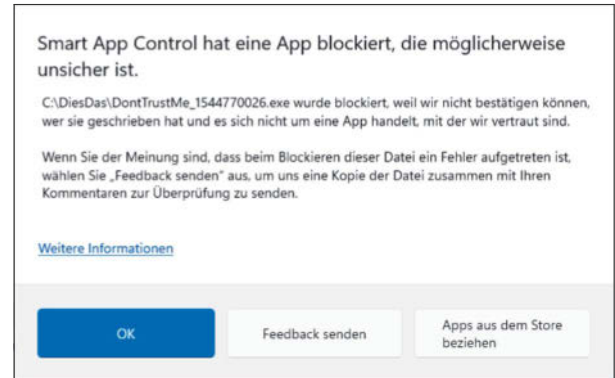 Smart App Control hat eine App blockiert, die möglicherweise
unsicher ist.
C:\DiesDas\DontTrustMe_1544770026.exe wurde blockiert, weil wir nicht bestätigen können,
wer sie geschrieben hat und es sich nicht um eine App handelt, mit der wir vertraut sind.
Wenn Sie der Meinung sind, dass beim Blockieren dieser Datei ein Fehler aufgetreten ist,
wählen Sie „Feedback senden" aus, um uns eine Kopie der Datei zusammen mit Ihren
Kommentaren zur Überprüfung zu senden.
Weitere Informationen
OK
Feedback senden
Apps aus dem Store
beziehen